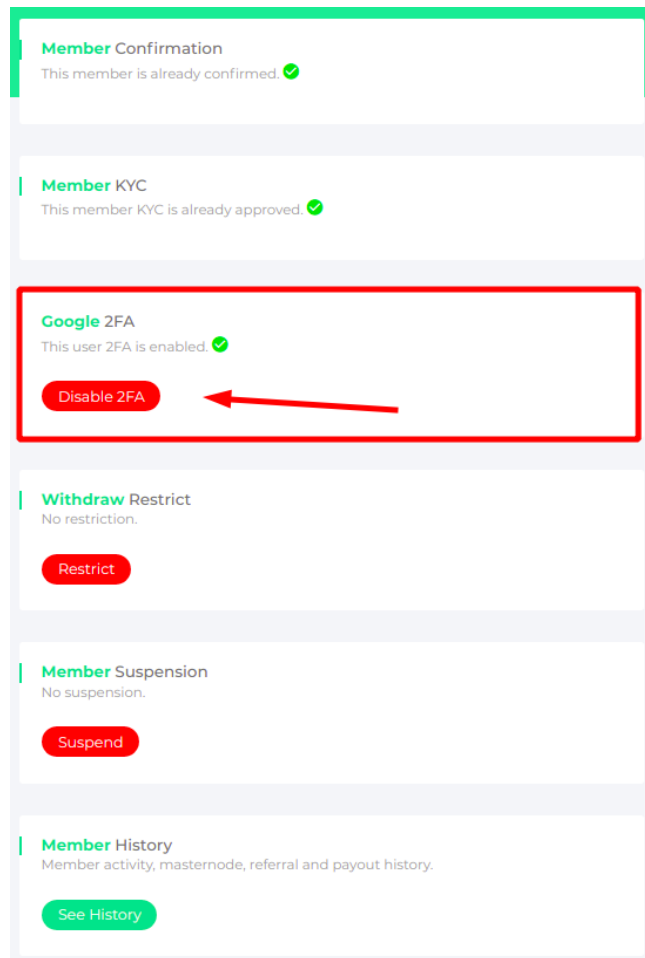 Member Confirmation
This member is already confirmed.
Member KYC
This member KYC is already approved.
Google 2FA
This user 2FA is enabled.
Disable 2FA
Withdraw Restrict
No restriction.
Restrict
Member Suspension
No suspension.
Suspend
Member History
Member activity, masternode, referral and payout history.
See History